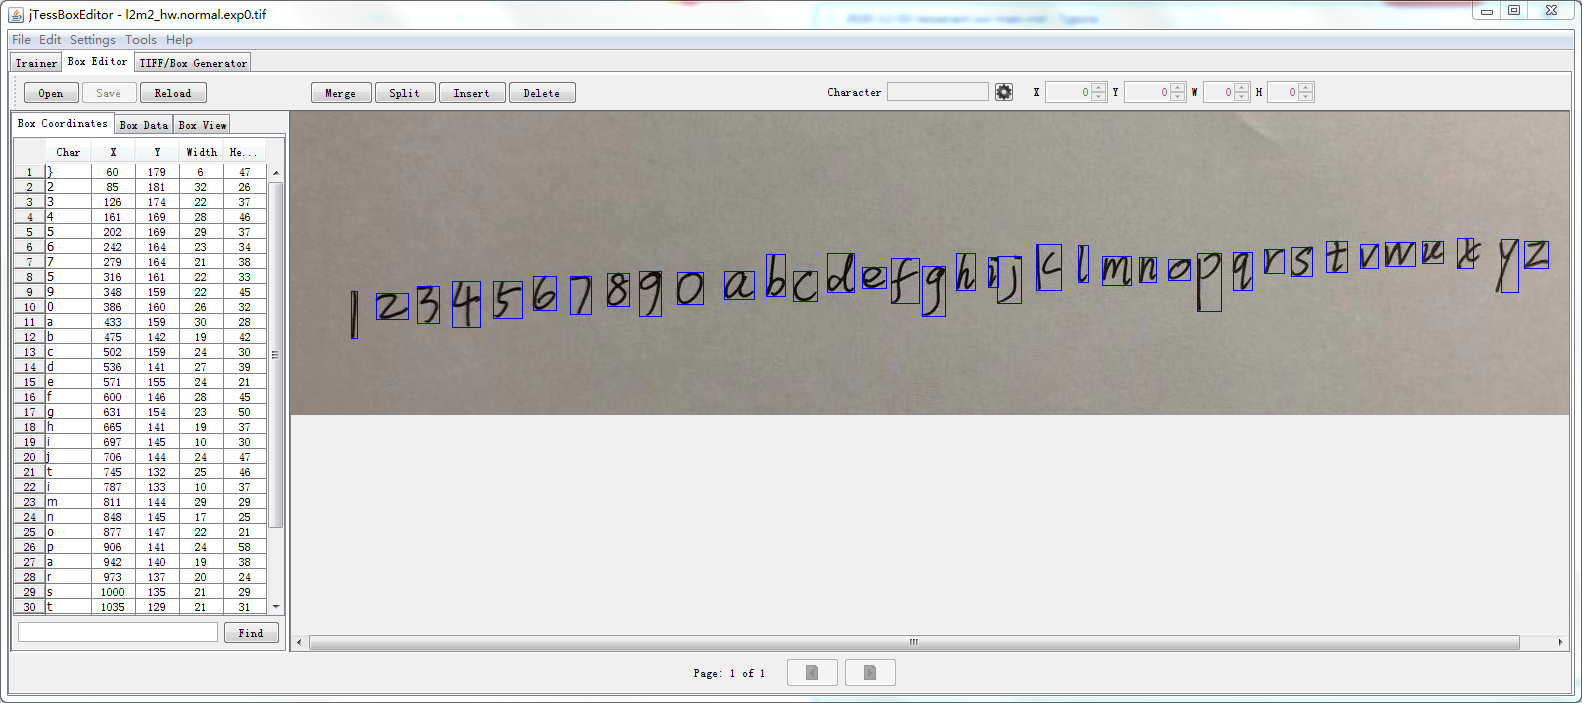 jTessBoxEditor - l2m2_hw.normal.exp0.tif
File Edit Settings Tools Help
Trainer Box Editor TIFF/Box Generator
Open Save Reload Merge Split Insert Delete Character X 0 Y 0 W 0 H 0
Box Coordinates Box Data Box View
Char X Y Width He...
1 } 60 179 6 47
2 2 85 181 32 26
3 3 126 174 22 37
4 4 161 169 28 46
5 5 202 169 29 37
6 6 242 164 23 34
7 7 279 164 21 38
8 5 316 161 22 33
9 9 348 159 22 45
10 0 386 160 26 32
11 a 433 159 30 28
12 b 475 142 19 42
13 c 502 159 24 30
14 d 536 141 27 39
15 e 571 155 24 21
16 f 600 146 28 45
17 g 631 154 23 50
18 h 665 141 19 37
19 i 697 145 10 30
20 j 706 144 24 47
21 t 745 132 25 46
22 i 787 133 10 37
23 m 811 144 29 29
24 n 848 145 17 25
25 o 877 147 22 21
26 p 906 141 24 58
27 a 942 140 19 38
28 r 973 137 20 24
29 s 1000 135 21 29
30 t 1035 129 21 31
Find
1 2 3 4 5 6 7 8 9 0 a b c d e f g h i j k l m n o p q r s t v w u x y z
Page: 1 of 1